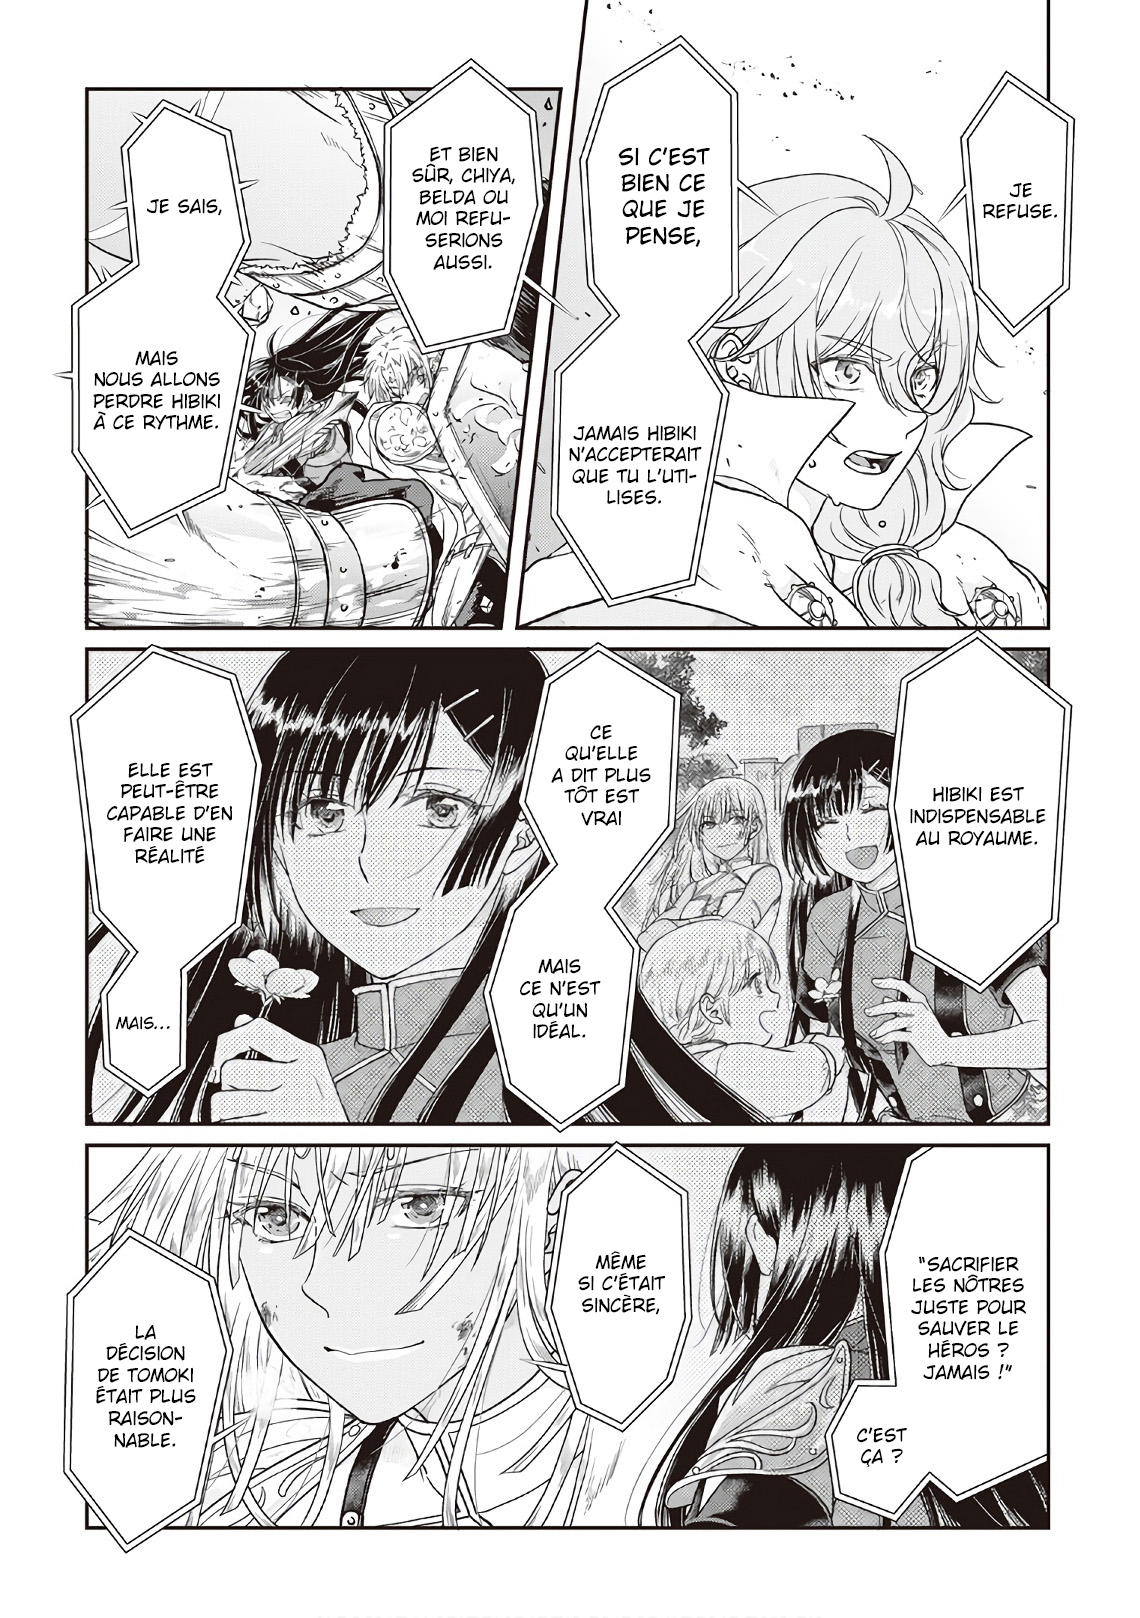 JE
REFUSE.
SI C'EST
BIEN CE
QUE JE
PENSE,
JAMAIS HIBIKI
N'ACCEPTERAIT
QUE TU L'UTI-
LISES.
ET BIEN
SÛR, CHIYA,
BELDA OU
MOI REFU-
SERIONS
AUSSI.
JE SAIS,
MAIS
NOUS ALLONS
PERDRE HIBIKI
À CE RYTHME.
HIBIKI EST
INDISPENSABLE
AU ROYAUME.
CE
QU'ELLE
A DIT PLUS
TÔT EST
VRAI
MAIS
CE N'EST
QU'UN
IDÉAL.
ELLE EST
PEUT-ÊTRE
CAPABLE D'EN
FAIRE UNE
RÉALITÉ
MAIS...
"SACRIFIER
LES NÔTRES
JUSTE POUR
SAUVER LE
HÉROS ?
JAMAIS !"
C'EST
ÇA ?
MÊME
SI C'ÉTAIT
SINCÈRE,
LA
DÉCISION
DE TOMOKI
ÉTAIT PLUS
RAISON-
NABLE.